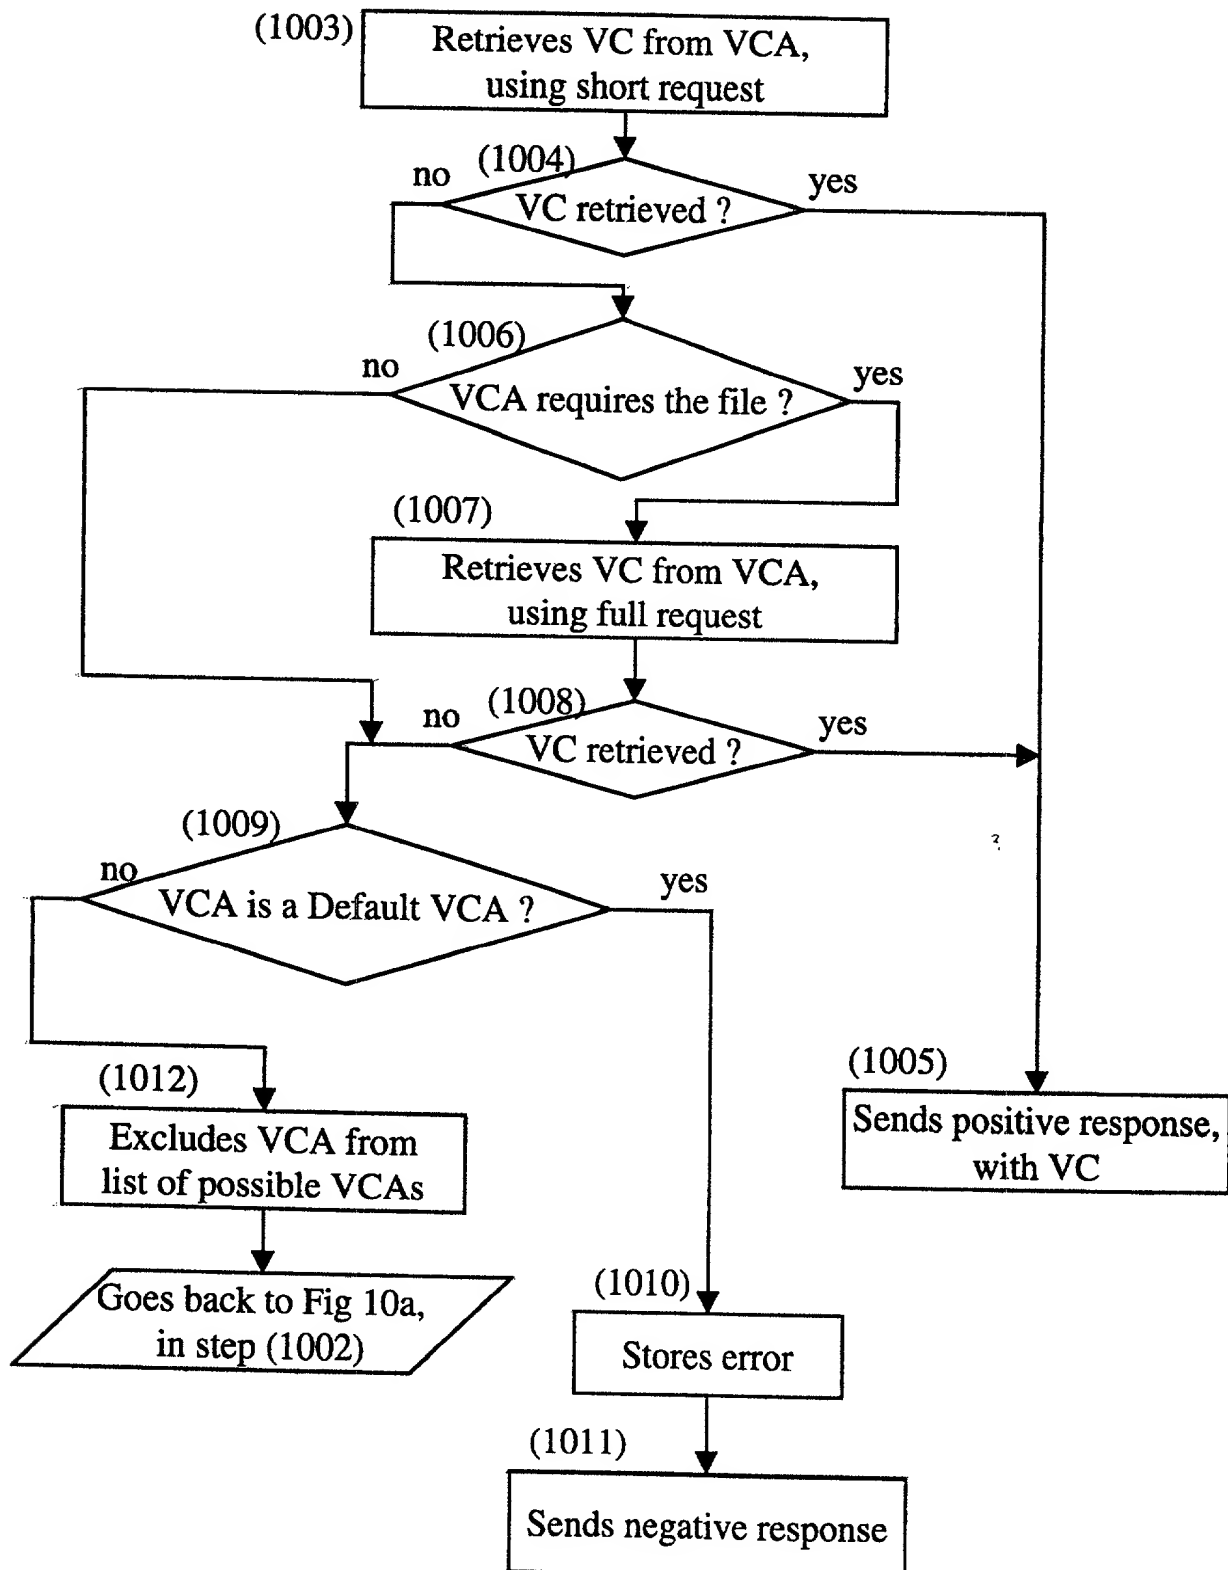 (1003)
Retrieves VC from VCA,
using short request
(1004)
no
yes
VC retrieved ?
(1006)
no
yes
VCA requires the file ?
(1007)
Retrieves VC from VCA,
using full request
(1008)
no
yes
VC retrieved ?
(1009)
no
yes
VCA is a Default VCA ?
(1012)
Excludes VCA from
list of possible VCAs
(1005)
Sends positive response,
with VC
Goes back to Fig 10a,
in step (1002)
(1010)
Stores error
(1011)
Sends negative response